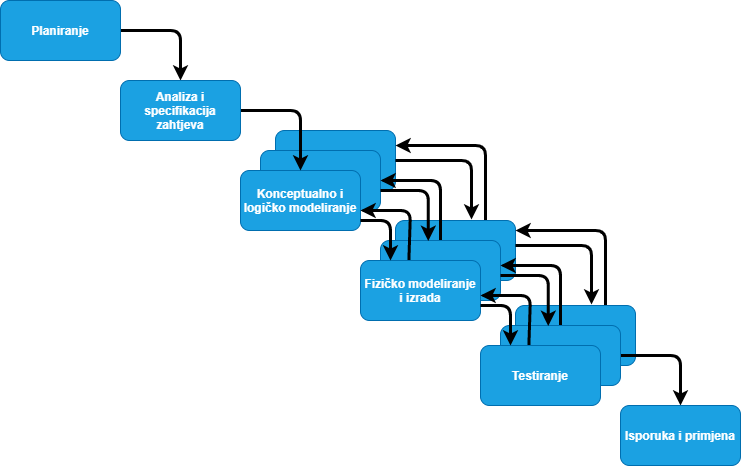 Planiranje
Analiza i
specifikacija
zahtjeva
Konceptualno i
logičko modeliranje
Fizičko modeliranje
i izrada
Testiranje
Isporuka i primjena